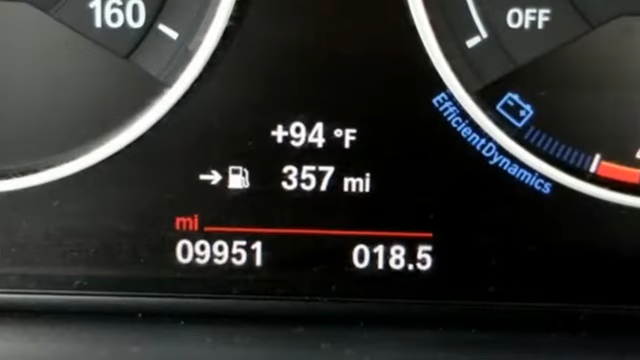 160
OFF
+94 °F
EfficientDynamics
357 mi
mi
09951 018.5